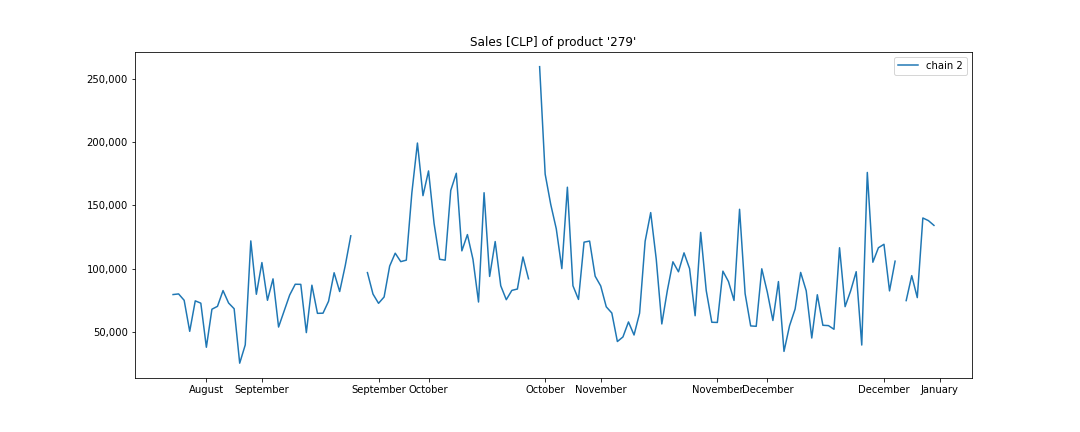 Sales [CLP] of product '279'
chain 2
250,000
200,000
150,000
100,000
50,000
August September September October October November November December December January